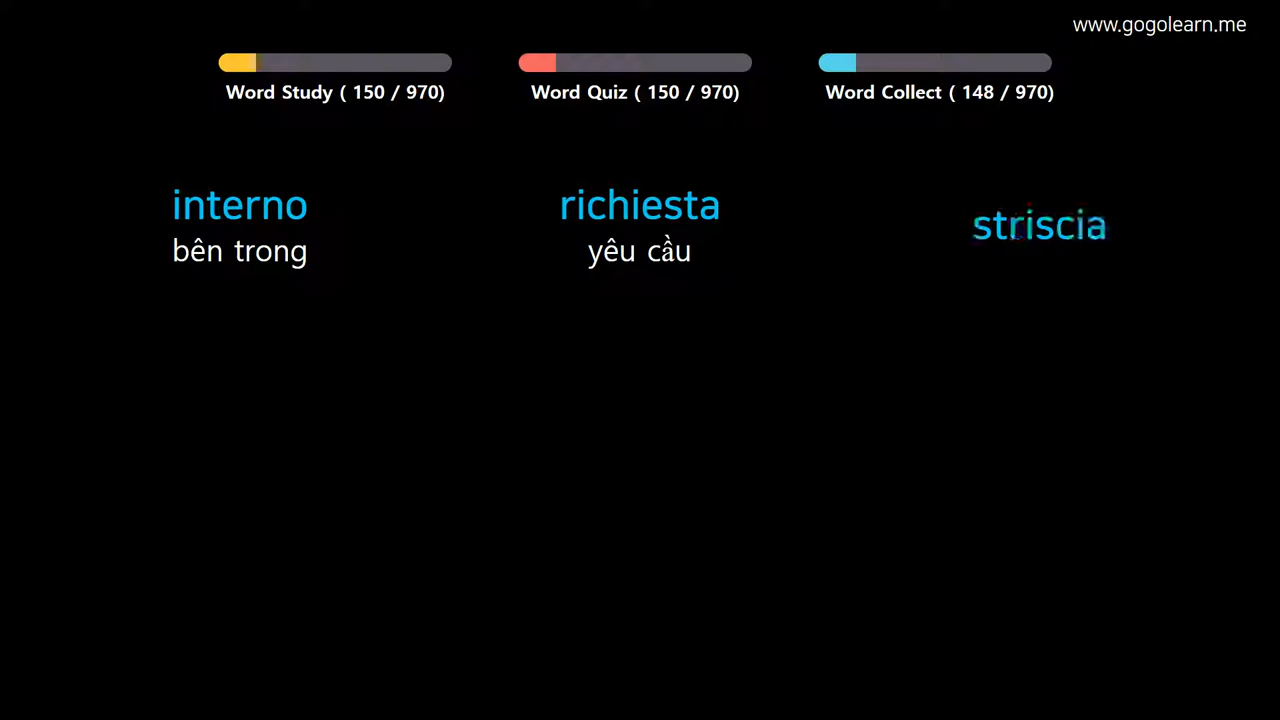 www.gogolearn.me
Word Study ( 150 / 970)
Word Quiz ( 150 / 970)
Word Collect ( 148 / 970)
interno
bên trong
richiesta
yêu cầu
striscia